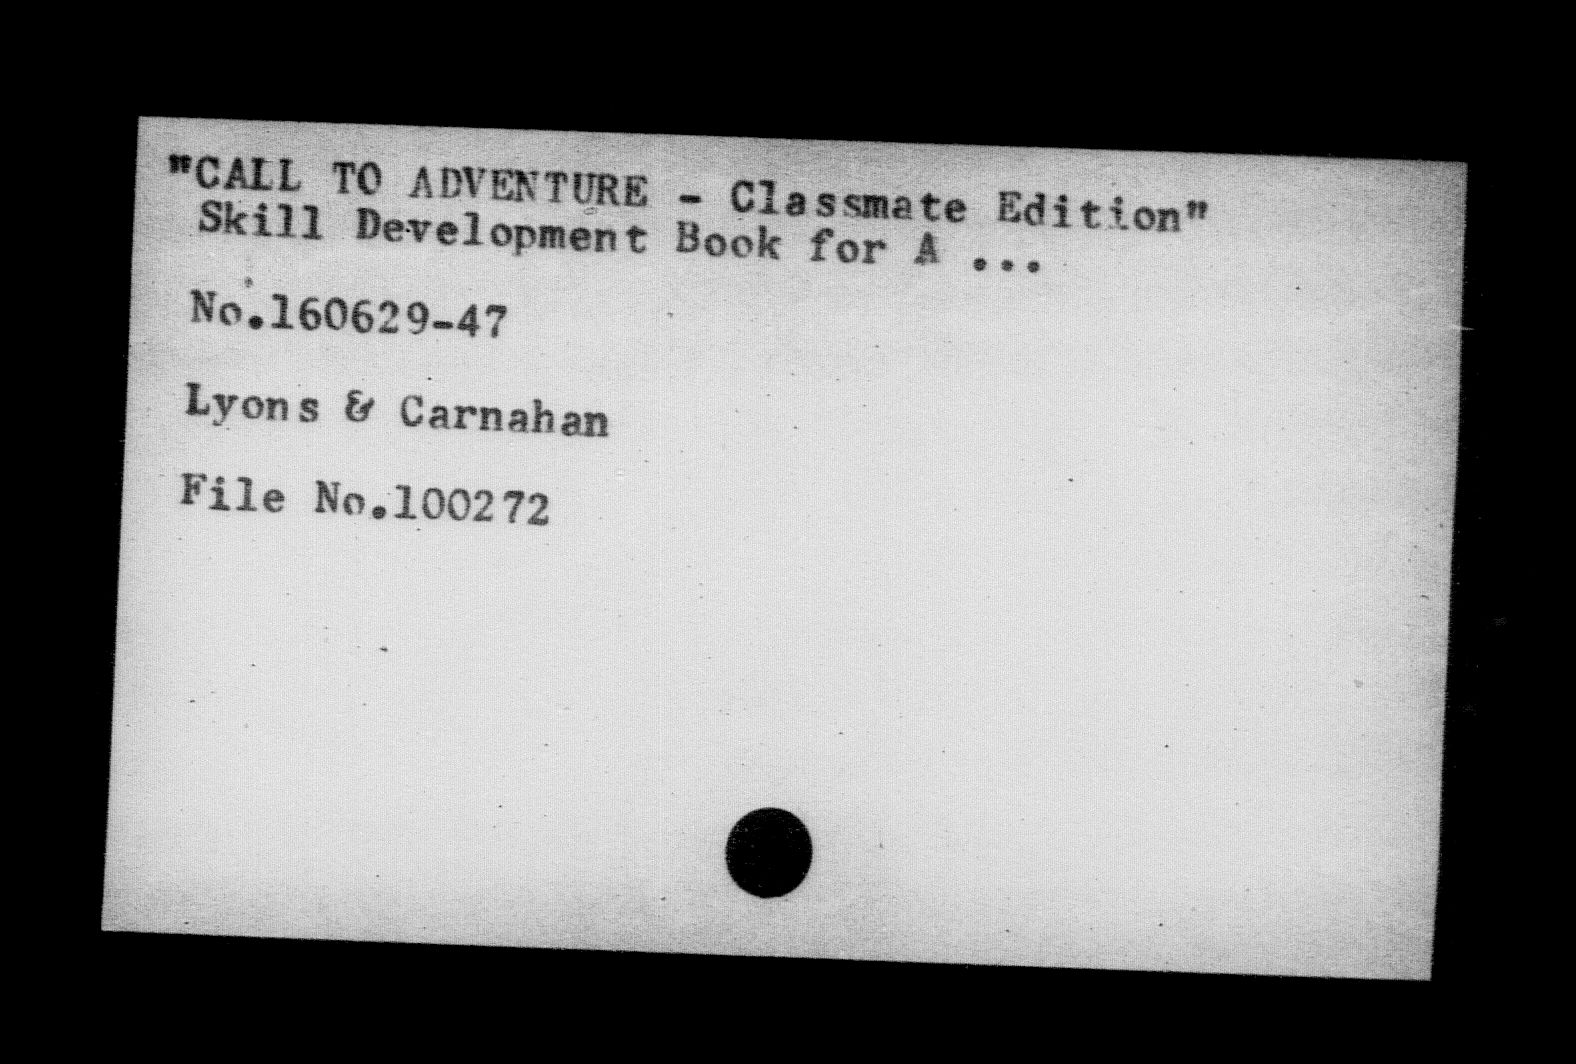 "CALL TO ADVENTURE - Classmate Edition"
Skill Development Book for A ...
No.160629-47
Lyons & Carnahan
File No.100272